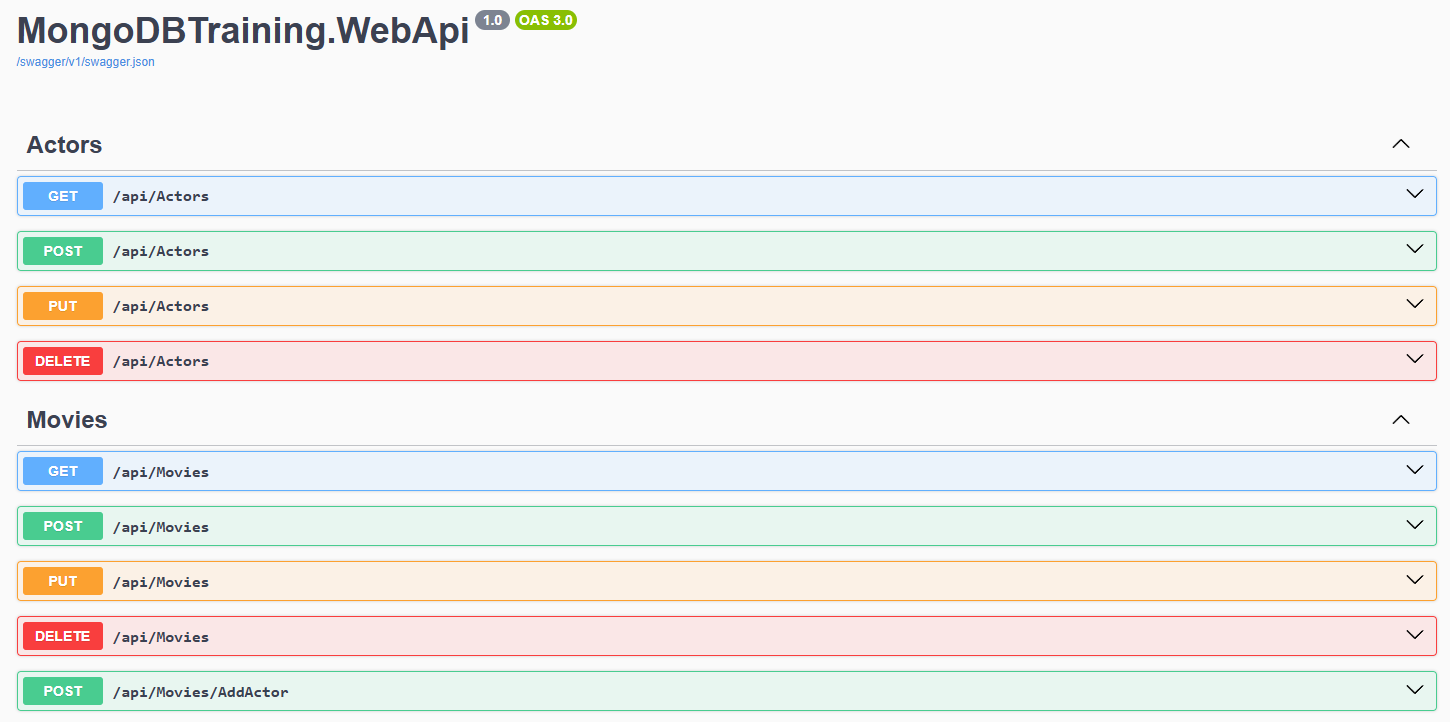 MongoDBTraining.WebApi 1.0 OAS 3.0
/swagger/v1/swagger.json
Actors
GET /api/Actors
POST /api/Actors
PUT /api/Actors
DELETE /api/Actors
Movies
GET /api/Movies
POST /api/Movies
PUT /api/Movies
DELETE /api/Movies
POST /api/Movies/AddActor